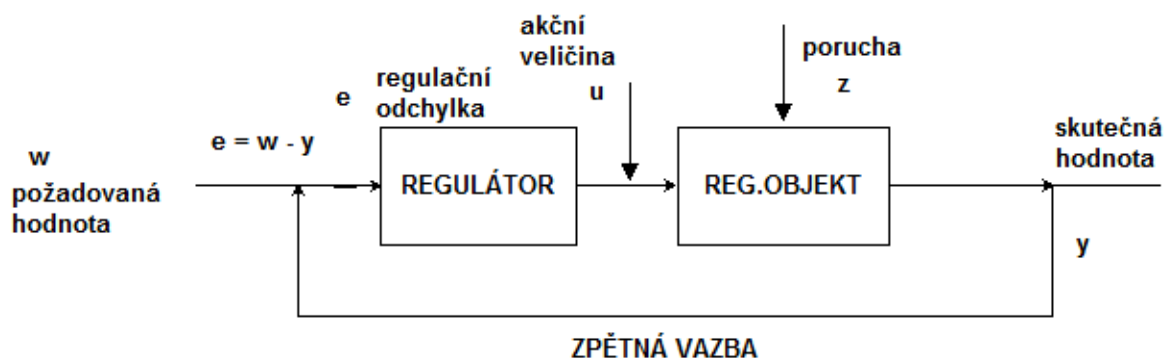 w
požadovaná
hodnota
e = w - y
e
regulační
odchylka
REGULÁTOR
akční
veličina
u
REG.OBJEKT
porucha
z
skutečná
hodnota
y
ZPĚTNÁ VAZBA